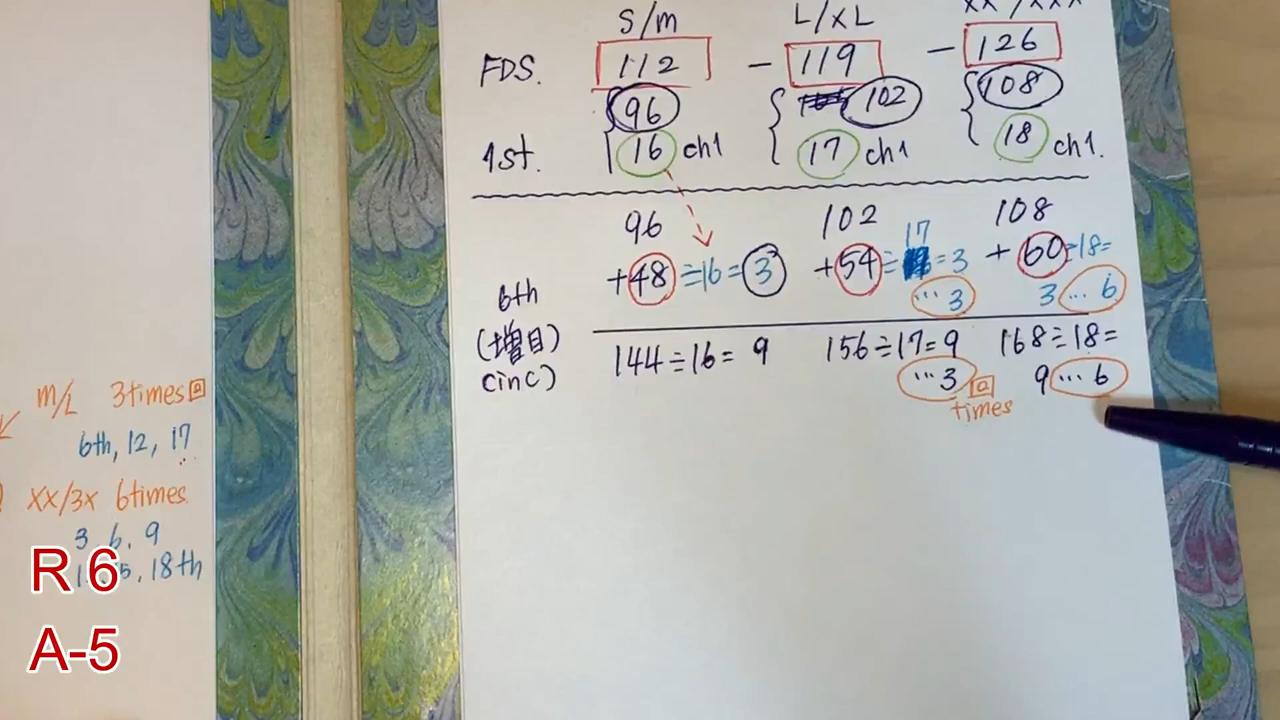 S/m L/xL xx/xxx
FDS. 112 – 119 – 126
96 102 108
1st. 16 ch1 17 ch1 18 ch1.
96 102 108
17
+48 ÷16= 3 +54 ÷ =3 + 60÷18=
6th ...3 3 ...6
(増目) 144÷16= 9 156÷17=9 168÷18=
cinc) ...3 回 9 ...6
times
m/L 3times回
6th, 12, 17
xx/3x 6times
3. 6. 9
18th
R 6
A-5